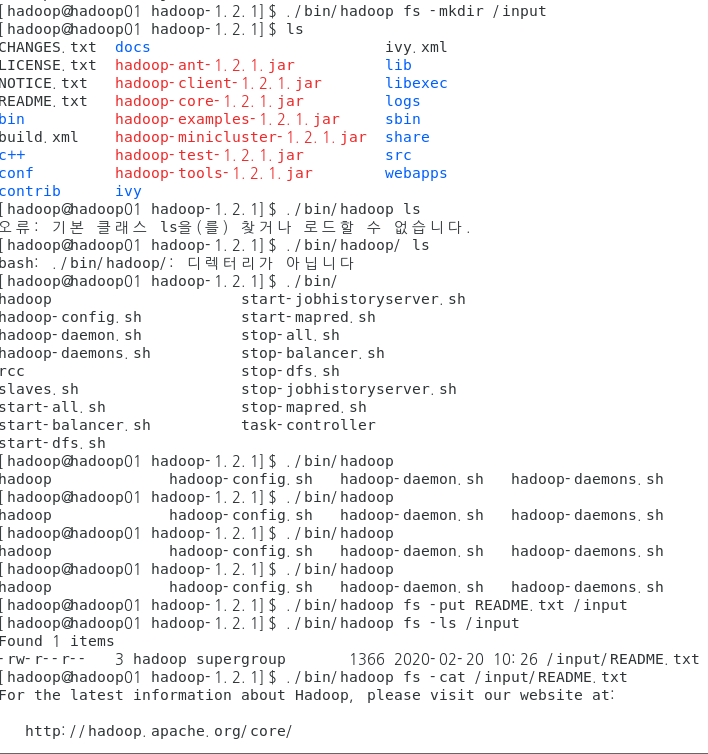 [hadoop@hadoop01 hadoop-1.2.1]$ ./bin/hadoop fs -mkdir /input
[hadoop@hadoop01 hadoop-1.2.1]$ ls
CHANGES.txt  docs                          ivy.xml
LICENSE.txt  hadoop-ant-1.2.1.jar          lib
NOTICE.txt   hadoop-client-1.2.1.jar       libexec
README.txt   hadoop-core-1.2.1.jar         logs
bin          hadoop-examples-1.2.1.jar     sbin
build.xml    hadoop-minicluster-1.2.1.jar  share
c++          hadoop-test-1.2.1.jar         src
conf         hadoop-tools-1.2.1.jar        webapps
contrib      ivy
[hadoop@hadoop01 hadoop-1.2.1]$ ./bin/hadoop ls
오류: 기본 클래스 ls을(를) 찾거나 로드할 수 없습니다.
[hadoop@hadoop01 hadoop-1.2.1]$ ./bin/hadoop/ ls
bash: ./bin/hadoop/: 디렉터리가 아닙니다
[hadoop@hadoop01 hadoop-1.2.1]$ ./bin/
hadoop                     start-jobhistoryserver.sh
hadoop-config.sh           start-mapred.sh
hadoop-daemon.sh           stop-all.sh
hadoop-daemons.sh          stop-balancer.sh
rcc                        stop-dfs.sh
slaves.sh                  stop-jobhistoryserver.sh
start-all.sh               stop-mapred.sh
start-balancer.sh          task-controller
start-dfs.sh
[hadoop@hadoop01 hadoop-1.2.1]$ ./bin/hadoop
hadoop             hadoop-config.sh   hadoop-daemon.sh   hadoop-daemons.sh
[hadoop@hadoop01 hadoop-1.2.1]$ ./bin/hadoop
hadoop             hadoop-config.sh   hadoop-daemon.sh   hadoop-daemons.sh
[hadoop@hadoop01 hadoop-1.2.1]$ ./bin/hadoop
hadoop             hadoop-config.sh   hadoop-daemon.sh   hadoop-daemons.sh
[hadoop@hadoop01 hadoop-1.2.1]$ ./bin/hadoop
hadoop             hadoop-config.sh   hadoop-daemon.sh   hadoop-daemons.sh
[hadoop@hadoop01 hadoop-1.2.1]$ ./bin/hadoop fs -put README.txt /input
[hadoop@hadoop01 hadoop-1.2.1]$ ./bin/hadoop fs -ls /input
Found 1 items
-rw-r--r--   3 hadoop supergroup       1366 2020-02-20 10:26 /input/README.txt
[hadoop@hadoop01 hadoop-1.2.1]$ ./bin/hadoop fs -cat /input/README.txt
For the latest information about Hadoop, please visit our website at:

   http://hadoop.apache.org/core/